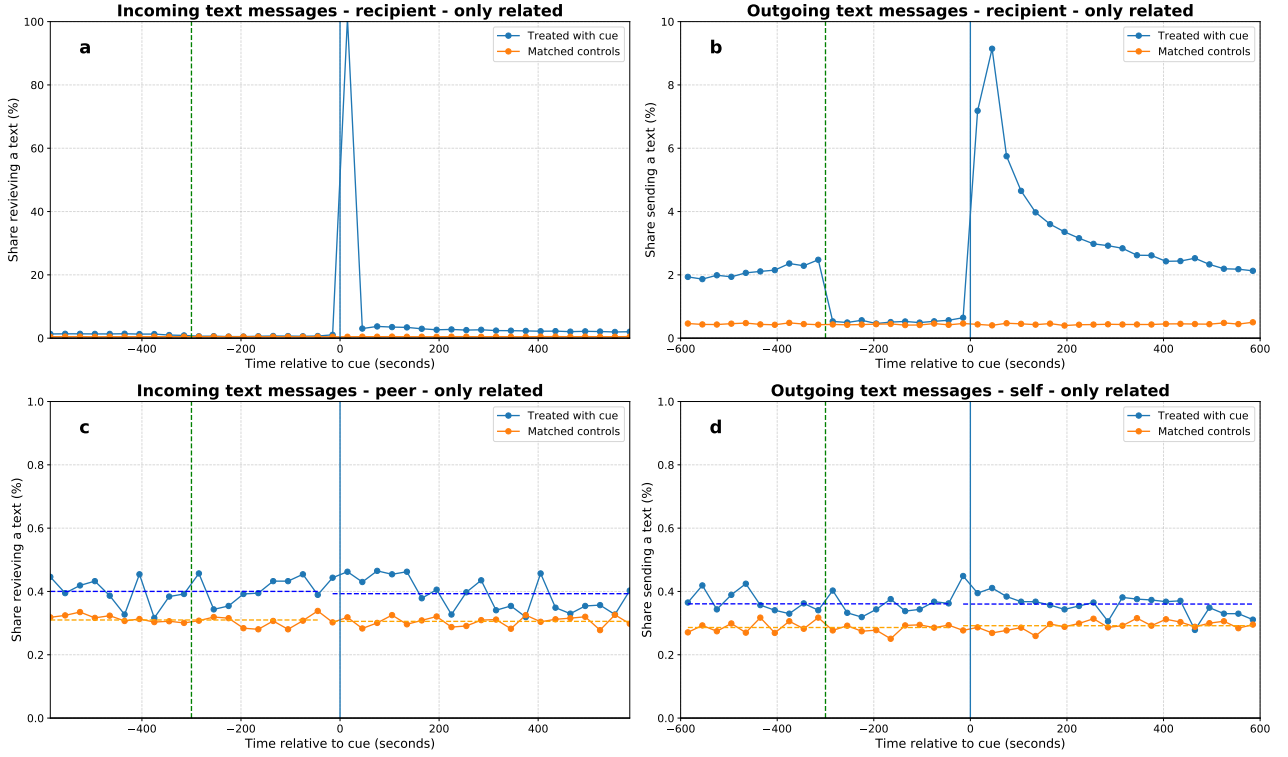 Incoming text messages - recipient - only related
a
Treated with cue
Matched controls
Share revieving a text (%)
100
80
60
40
20
0
−400
−200
0
200
400
Time relative to cue (seconds)
Outgoing text messages - recipient - only related
b
Treated with cue
Matched controls
Share sending a text (%)
10
8
6
4
2
0
−600
−400
−200
0
200
400
600
Time relative to cue (seconds)
Incoming text messages - peer - only related
c
Treated with cue
Matched controls
Share revieving a text (%)
1.0
0.8
0.6
0.4
0.2
0.0
−400
−200
0
200
400
Time relative to cue (seconds)
Outgoing text messages - self - only related
d
Treated with cue
Matched controls
Share sending a text (%)
1.0
0.8
0.6
0.4
0.2
0.0
−600
−400
−200
0
200
400
600
Time relative to cue (seconds)